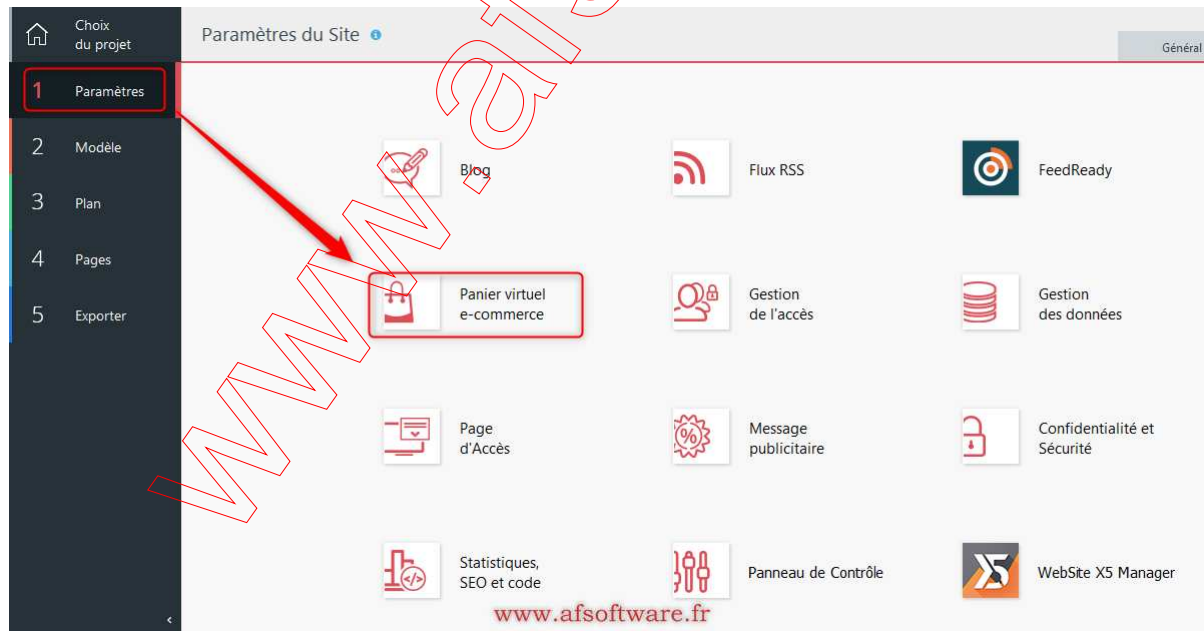 Choix
du projet
Paramètres du Site
Général
1 Paramètres
2 Modèle
3 Plan
4 Pages
5 Exporter
Blog
Flux RSS
FeedReady
Panier virtuel
e-commerce
Gestion
de l'accès
Gestion
des données
Page
d'Accès
Message
publicitaire
Confidentialité et
Sécurité
Statistiques,
SEO et code
Panneau de Contrôle
WebSite X5 Manager
www.afsoftware.fr
www.afs